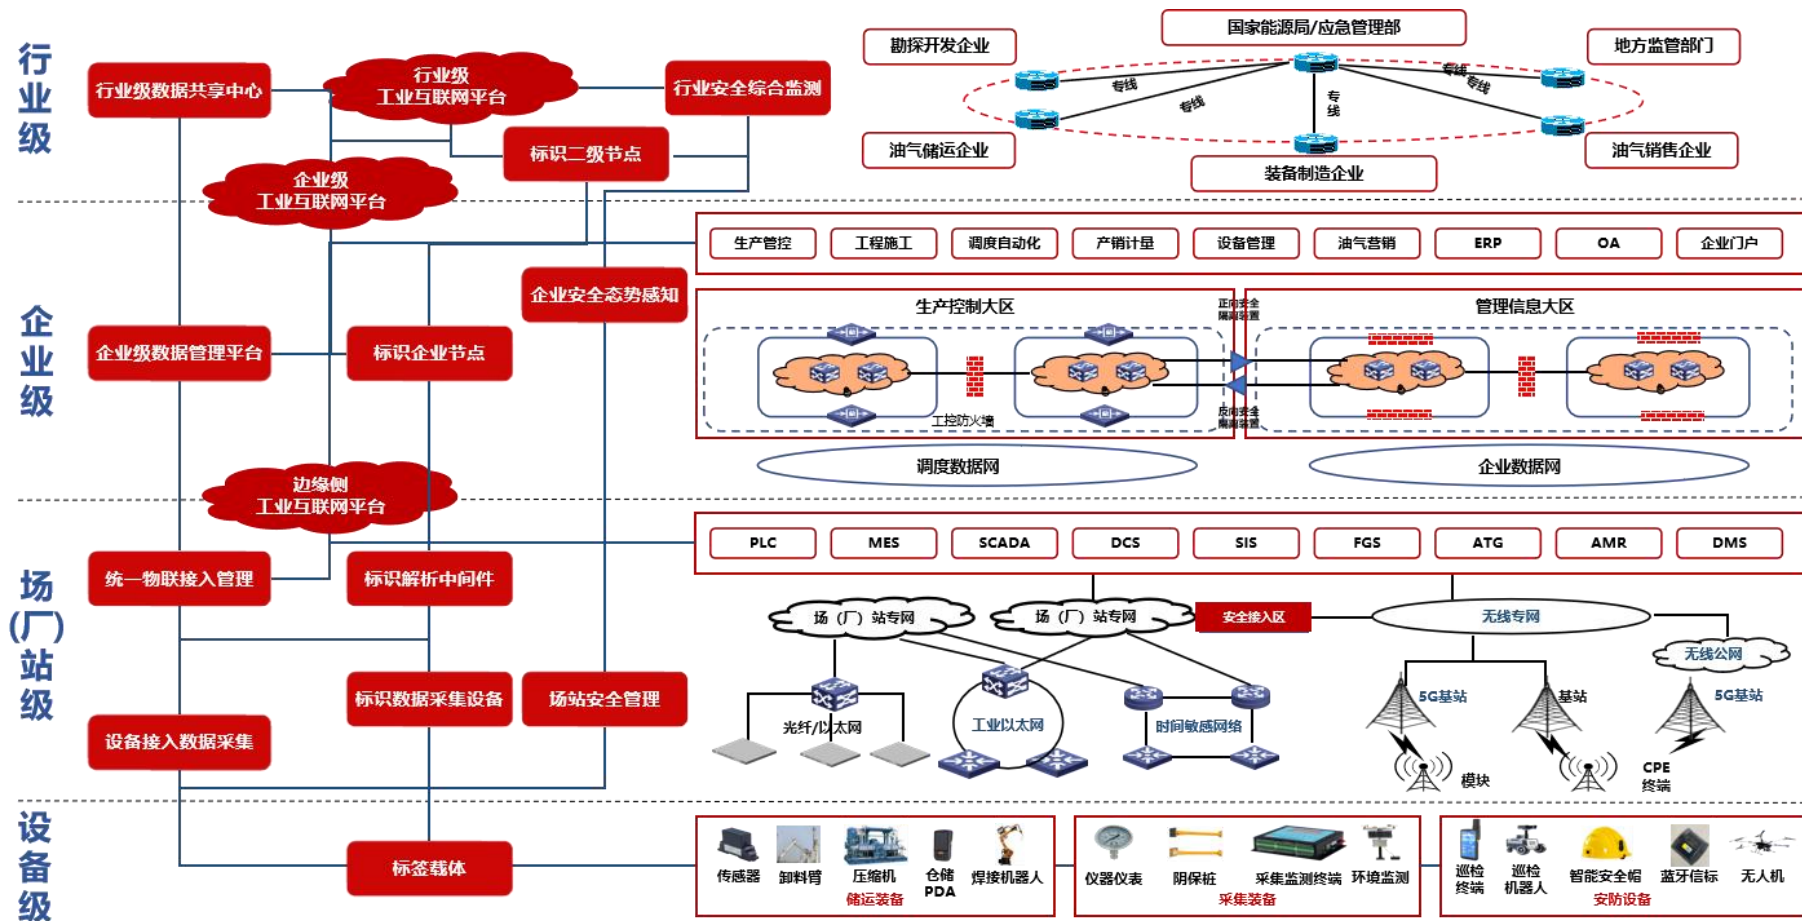 行业级
行业级数据共享中心
行业级
工业互联网平台
行业安全综合监测
标识二级节点
企业级
工业互联网平台
国家能源局/应急管理部
勘探开发企业
地方监管部门
专线
专线
专线
专线
专线
油气储运企业
装备制造企业
油气销售企业
企业级
企业安全态势感知
企业级数据管理平台
标识企业节点
边缘侧
工业互联网平台
生产管控
工程施工
调度自动化
产销计量
设备管理
油气营销
ERP
OA
企业门户
生产控制大区
正向安全
隔离装置
管理信息大区
工控防火墙
反向安全
隔离装置
调度数据网
企业数据网
场(厂)站级
统一物联接入管理
标识解析中间件
标识数据采集设备
场站安全管理
设备接入数据采集
PLC
MES
SCADA
DCS
SIS
FGS
ATG
AMR
DMS
场（厂）站专网
场（厂）站专网
安全接入区
无线专网
无线公网
光纤/以太网
工业以太网
时间敏感网络
5G基站
基站
5G基站
模块
CPE
终端
设备级
标签载体
传感器
卸料臂
压缩机
仓储
PDA
焊接机器人
储运装备
仪器仪表
阴保桩
采集监测终端
环境监测
采集装备
巡检
终端
巡检
机器人
智能安全帽
蓝牙信标
无人机
安防设备